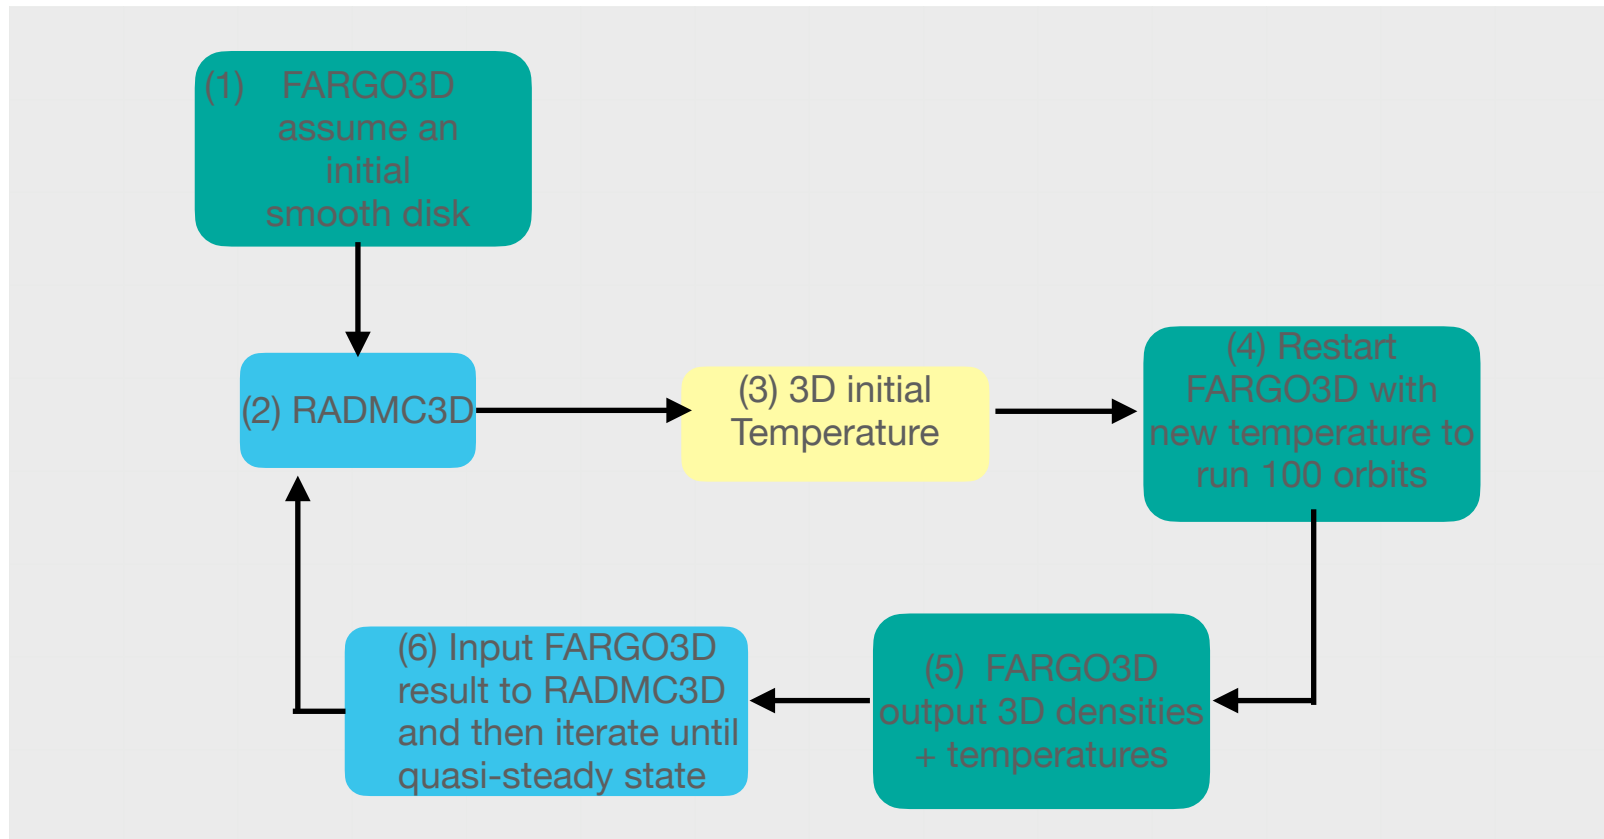 (1) FARGO3D
assume an
initial
smooth disk
(2) RADMC3D
(3) 3D initial
Temperature
(4) Restart
FARGO3D with
new temperature to
run 100 orbits
(5) FARGO3D
output 3D densities
+ temperatures
(6) Input FARGO3D
result to RADMC3D
and then iterate until
quasi-steady state